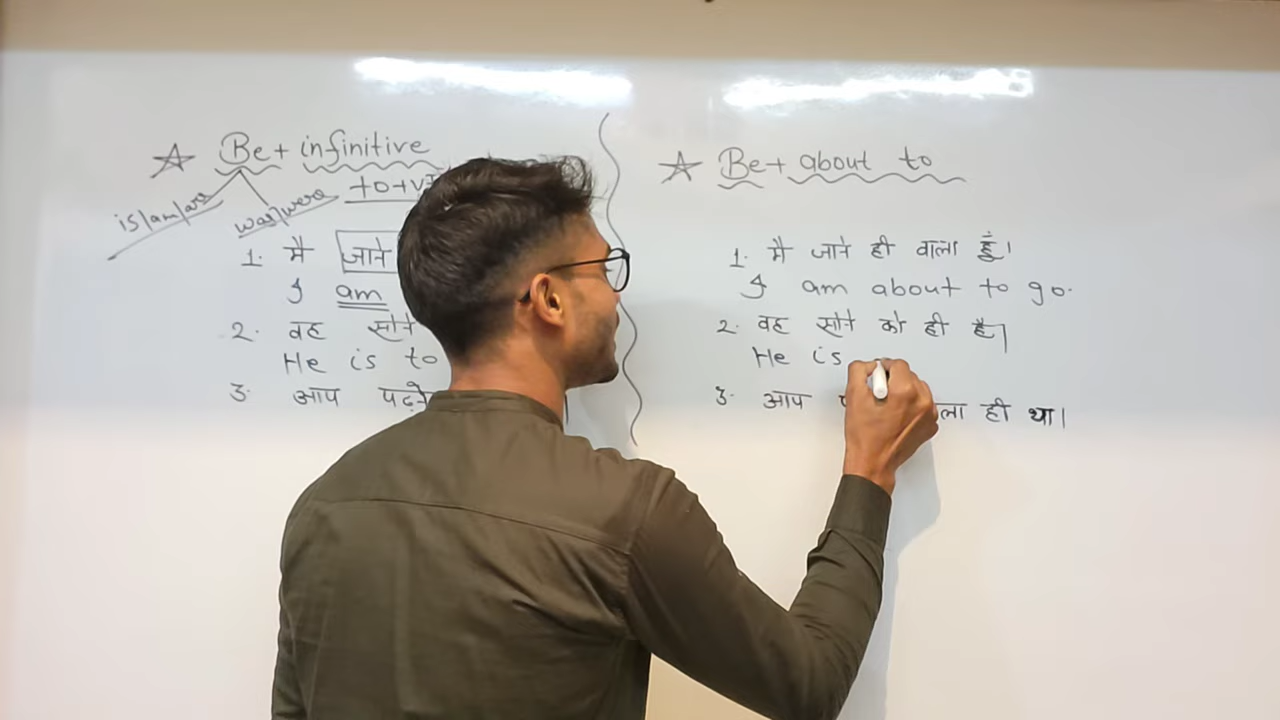 ☆ Be + infinitive
is/am/are was/were to+v
1. मै जाने
I am
2. वह सोने
He is to
3. आप पढ़ने
☆ Be + about to
1. मै जाने ही वाला हूँ।
I am about to go.
2. वह सोने को ही है।
He is
3. आप ही था।